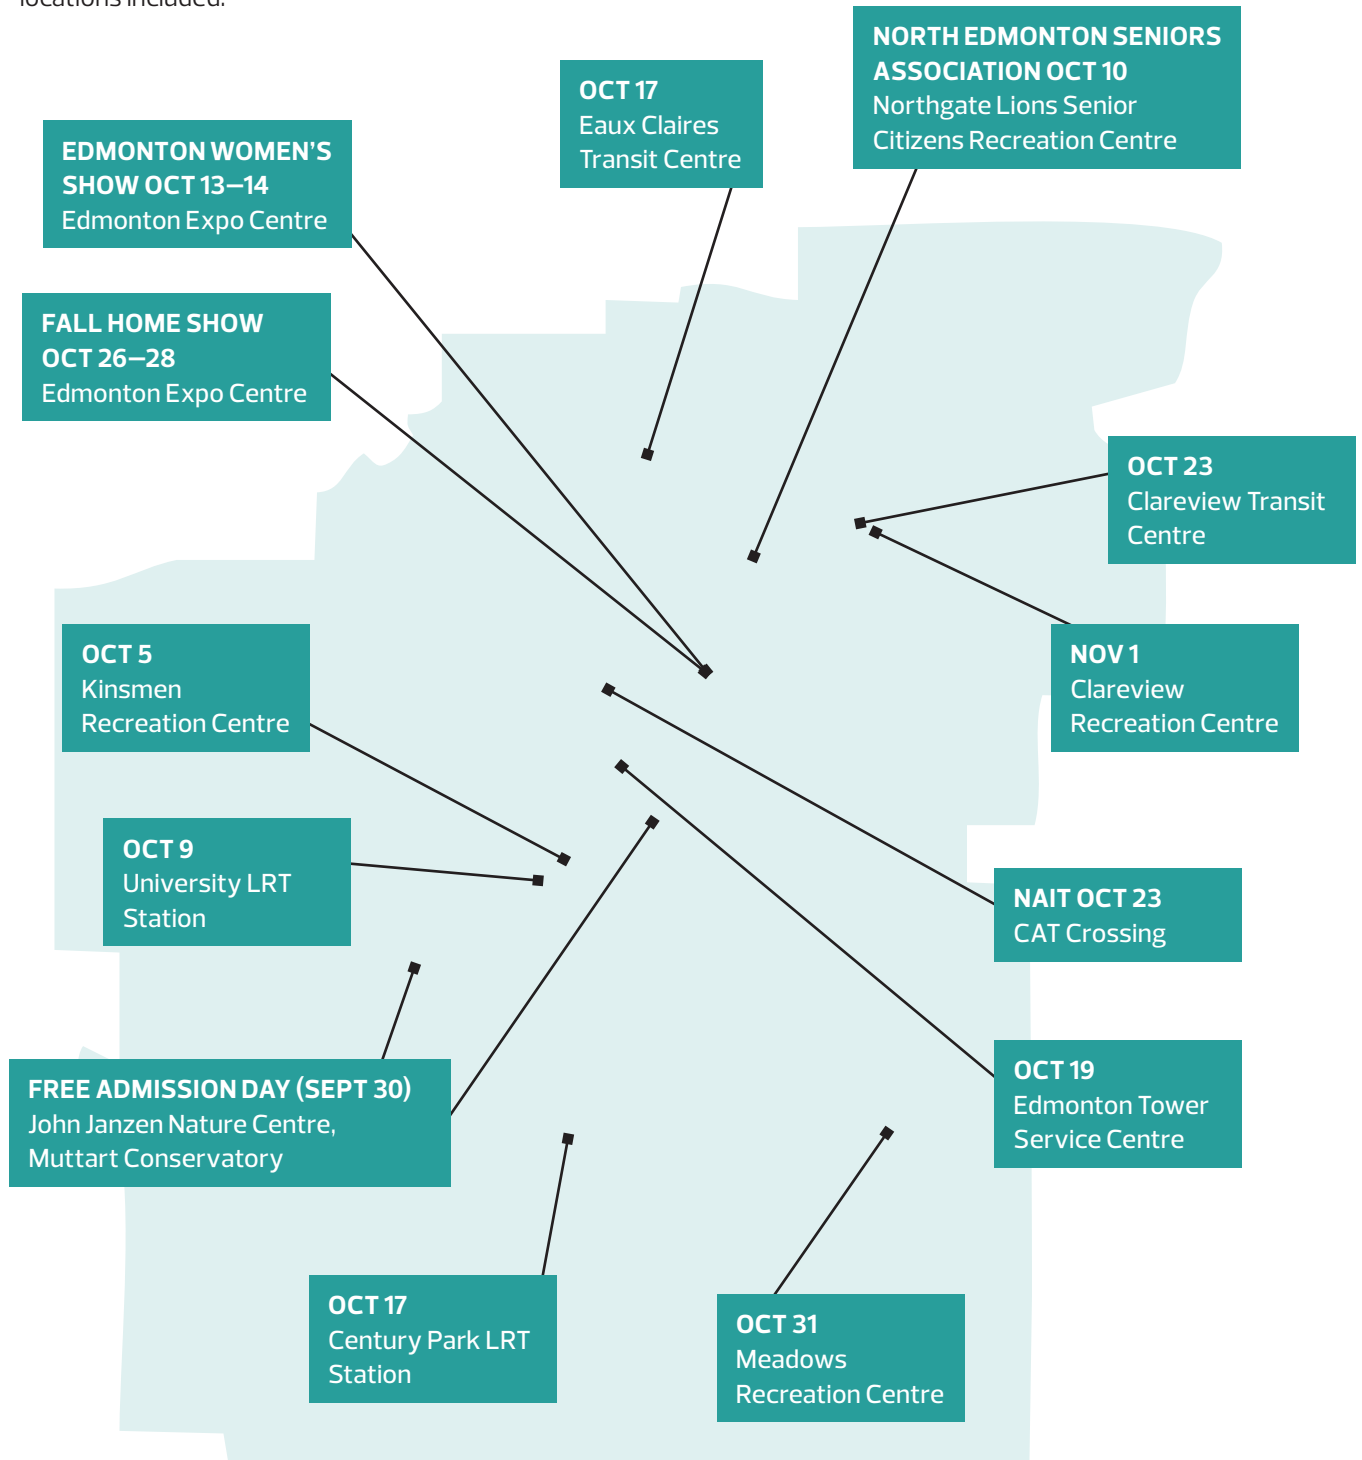 locations included.
NORTH EDMONTON SENIORS
ASSOCIATION OCT 10
Northgate Lions Senior
Citizens Recreation Centre
OCT 17
Eaux Claires
Transit Centre
EDMONTON WOMEN’S
SHOW OCT 13–14
Edmonton Expo Centre
FALL HOME SHOW
OCT 26–28
Edmonton Expo Centre
OCT 23
Clareview Transit
Centre
OCT 5
Kinsmen
Recreation Centre
NOV 1
Clareview
Recreation Centre
OCT 9
University LRT
Station
NAIT OCT 23
CAT Crossing
FREE ADMISSION DAY (SEPT 30)
John Janzen Nature Centre,
Muttart Conservatory
OCT 19
Edmonton Tower
Service Centre
OCT 17
Century Park LRT
Station
OCT 31
Meadows
Recreation Centre